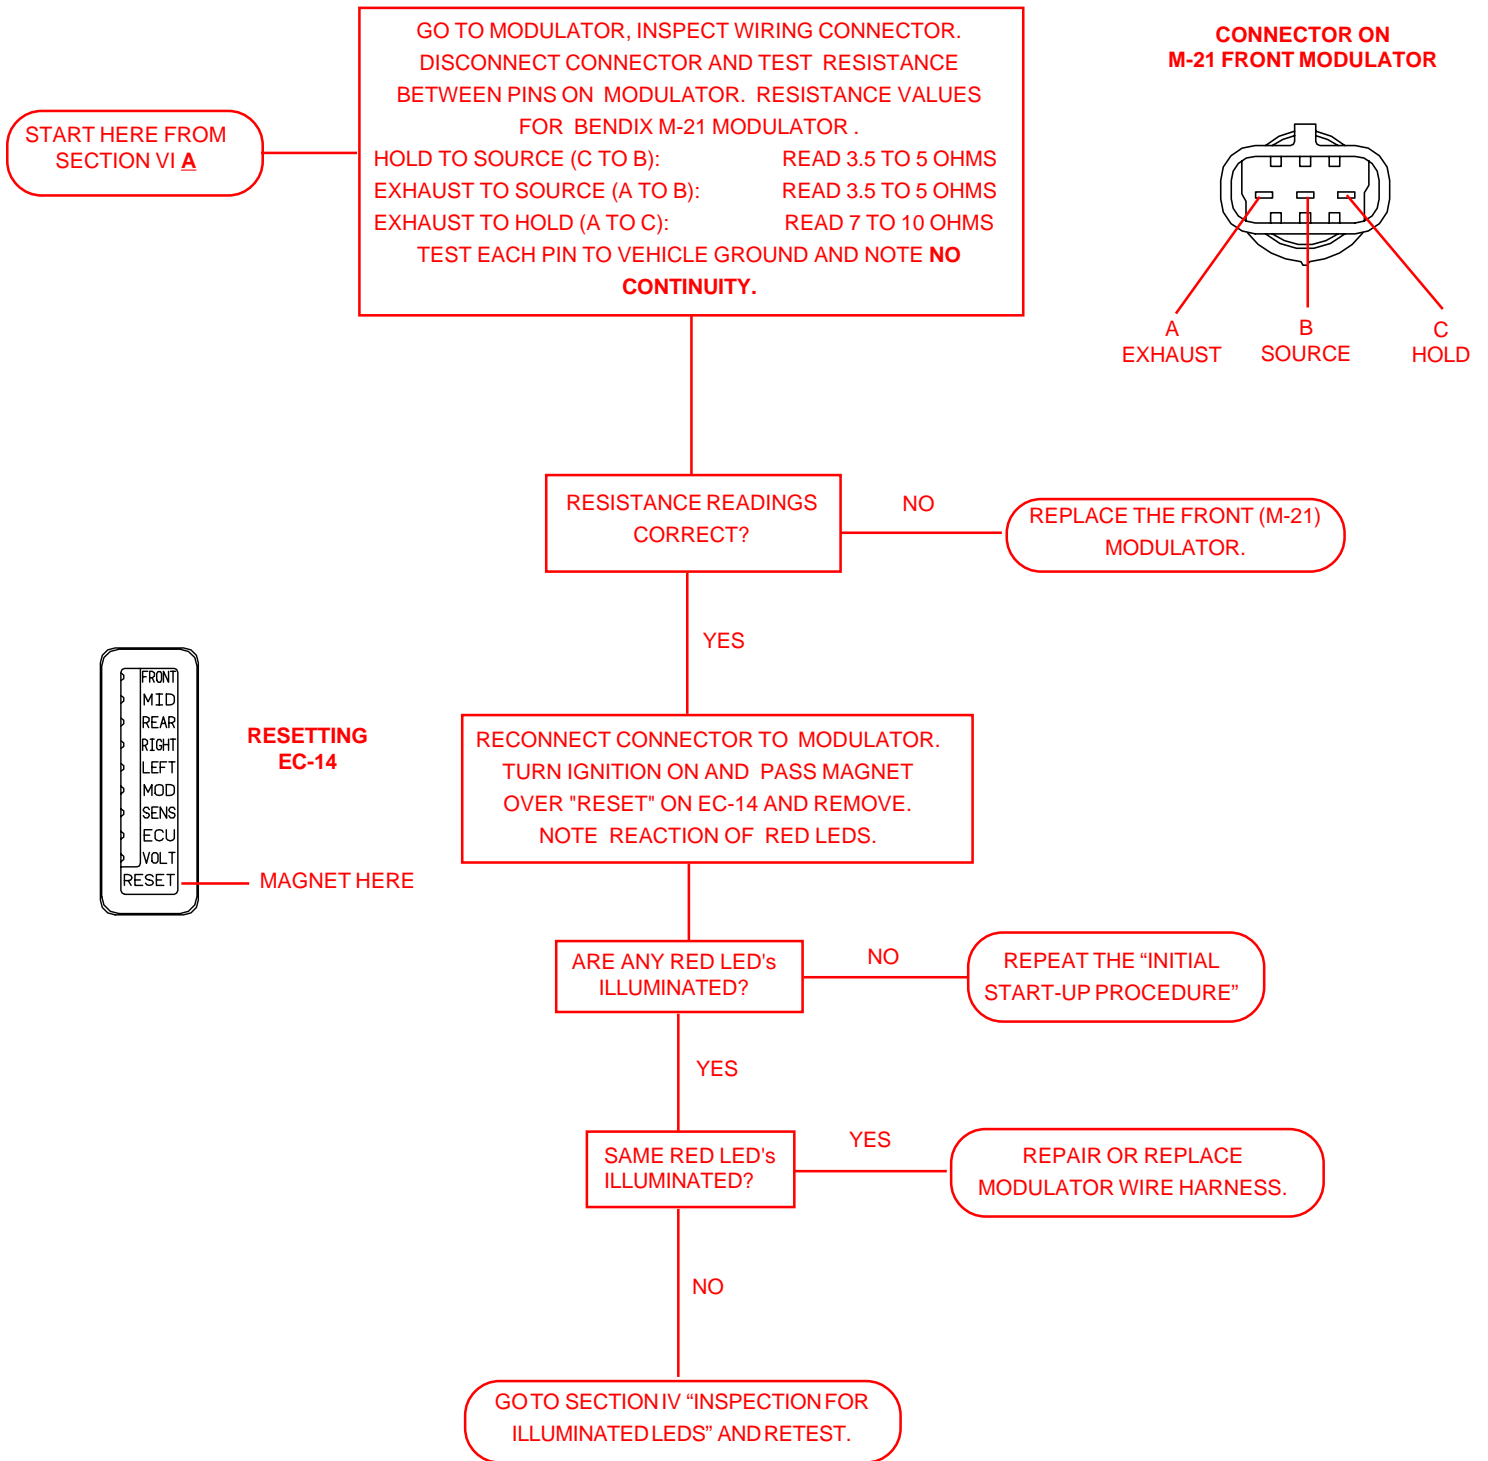 GO TO MODULATOR, INSPECT WIRING CONNECTOR.
DISCONNECT CONNECTOR AND TEST RESISTANCE
BETWEEN PINS ON MODULATOR. RESISTANCE VALUES
FOR BENDIX M-21 MODULATOR .
HOLD TO SOURCE (C TO B): READ 3.5 TO 5 OHMS
EXHAUST TO SOURCE (A TO B): READ 3.5 TO 5 OHMS
EXHAUST TO HOLD (A TO C): READ 7 TO 10 OHMS
TEST EACH PIN TO VEHICLE GROUND AND NOTE NO
CONTINUITY.
CONNECTOR ON
M-21 FRONT MODULATOR
START HERE FROM
SECTION VI A
A
EXHAUST
B
SOURCE
C
HOLD
RESISTANCE READINGS
CORRECT?
NO
REPLACE THE FRONT (M-21)
MODULATOR.
YES
FRONT
MID
REAR
RIGHT
LEFT
MOD
SENS
ECU
VOLT
RESET
RESETTING
EC-14
MAGNET HERE
RECONNECT CONNECTOR TO MODULATOR.
TURN IGNITION ON AND PASS MAGNET
OVER "RESET" ON EC-14 AND REMOVE.
NOTE REACTION OF RED LEDS.
ARE ANY RED LED's
ILLUMINATED?
NO
REPEAT THE “INITIAL
START-UP PROCEDURE”
YES
SAME RED LED's
ILLUMINATED?
YES
REPAIR OR REPLACE
MODULATOR WIRE HARNESS.
NO
GO TO SECTION IV “INSPECTION FOR
ILLUMINATED LEDS” AND RETEST.